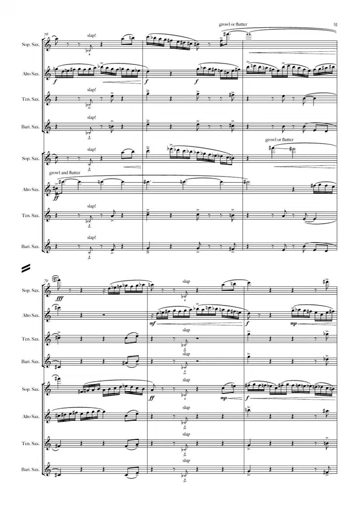 growl or flutter
slap!
Sop. Sax.
Alto Sax.
f
f
slap!
Ten. Sax.
slap!
Bari. Sax.
slap!
growl or flutter
Sop. Sax.
growl and flutter
Alto Sax.
ff
slap!
Ten. Sax.
slap!
Bari. Sax.
slap
Sop. Sax.
fff
Alto Sax.
mf
f
mp
slap
Ten. Sax.
slap
Bari. Sax.
slap
Sop. Sax.
ff
mp
f
Alto Sax.
slap
Ten. Sax.
slap
Bari. Sax.